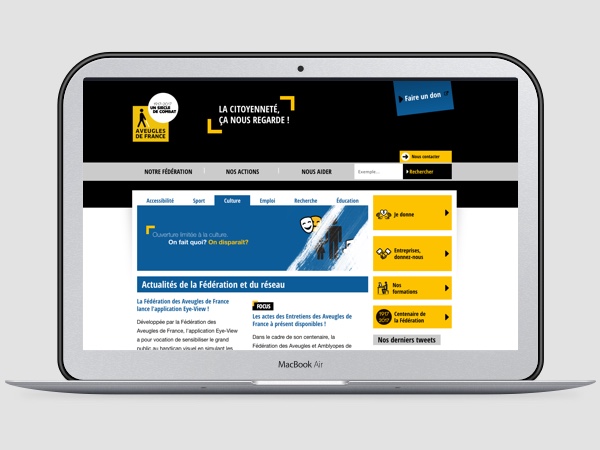 1917-2017
UN SIÈCLE
DE COMBAT
AVEUGLES
DE FRANCE
LA CITOYENNETÉ,
ÇA NOUS REGARDE !
Faire un don
Nous contacter
NOTRE FÉDÉRATION
NOS ACTIONS
NOUS AIDER
Exemple...
Rechercher
Accessibilité
Sport
Culture
Emploi
Recherche
Éducation
Ouverture limitée à la culture.
On fait quoi? On disparaît?
Je donne
Entreprises,
donnez-nous
Nos
formations
1917
2017
Centenaire de
la Fédération
Actualités de la Fédération et du réseau
La Fédération des Aveugles de France
lance l'application Eye-View !
Développée par la Fédération des
Aveugles de France, l'application Eye-View
a pour vocation de sensibiliser le grand
public au handicap visuel en simulant les
FOCUS
Les actes des Entretiens des Aveugles de
France à présent disponibles !
Dans le cadre de son centenaire, la
Fédération des Aveugles et Amblyopes de
Nos derniers tweets
MacBook Air